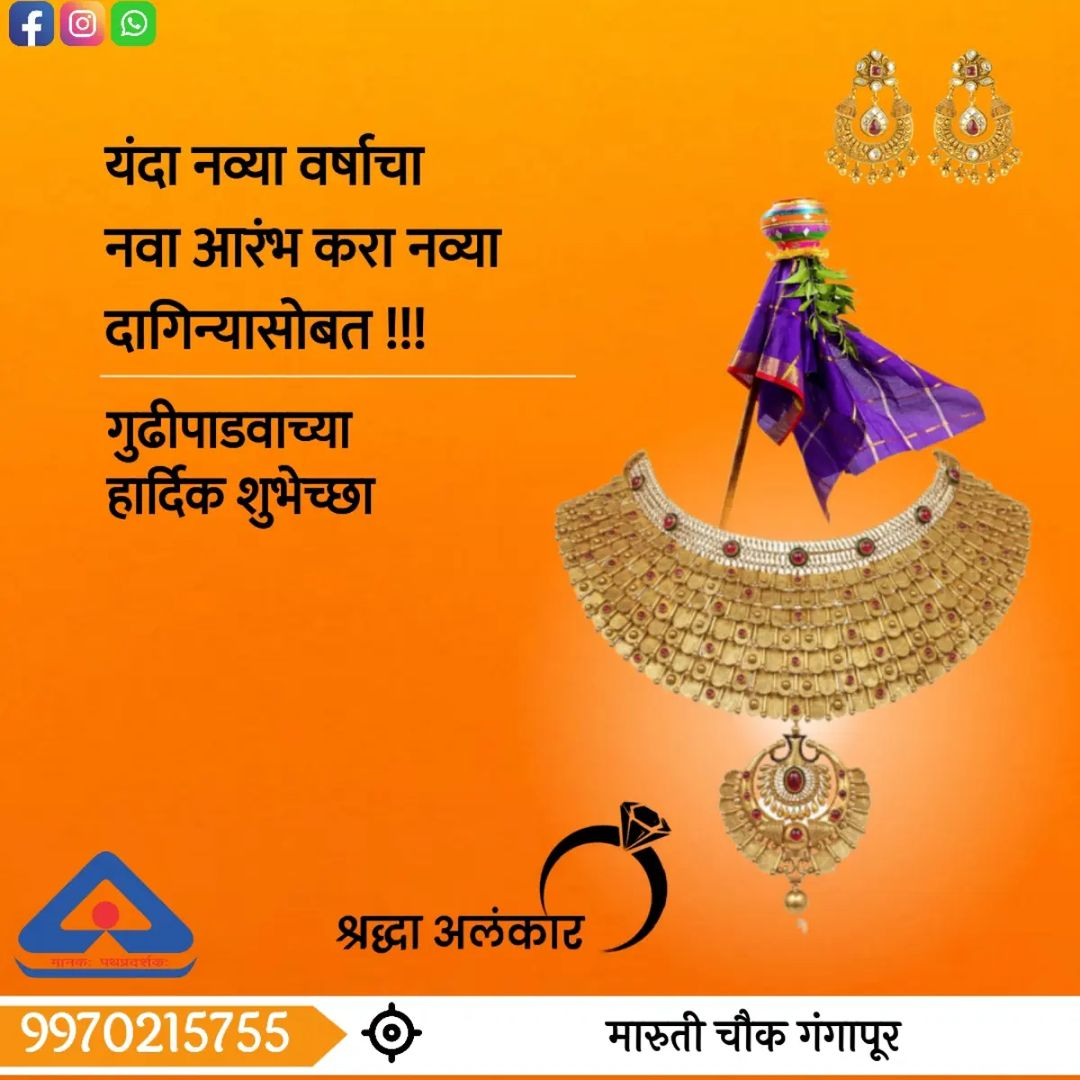 यंदा नव्या वर्षाचा
नवा आरंभ करा नव्या
दागिन्यासोबत !!!
गुढीपाडवाच्या
हार्दिक शुभेच्छा
श्रद्धा अलंकार
मानकः पथप्रदर्शकः
9970215755
मारुती चौक गंगापूर